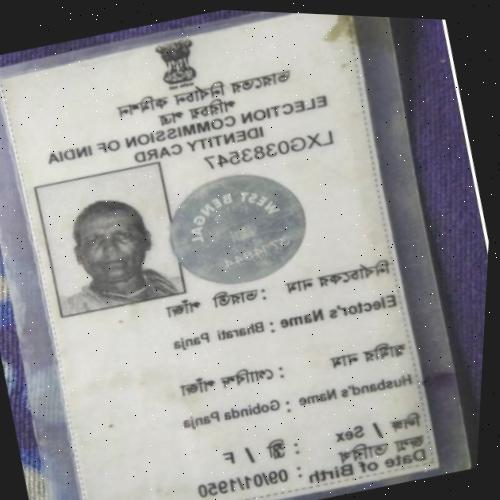 ভারতের নির্বাচন কমিশন
পরিচয় পত্র
ELECTION COMMISSION OF INDIA
IDENTITY CARD
LXG0383547
WEST BENGAL
নির্বাচকের নাম : ভারতী পাঁজা
Elector's Name : Bharati Panja
স্বামীর নাম : গোবিন্দ পাঁজা
Husband's Name : Gobinda Panja
লিঙ্গ / Sex : স্ত্রী / F
জন্ম তারিখ
Date of Birth : 09/01/1950